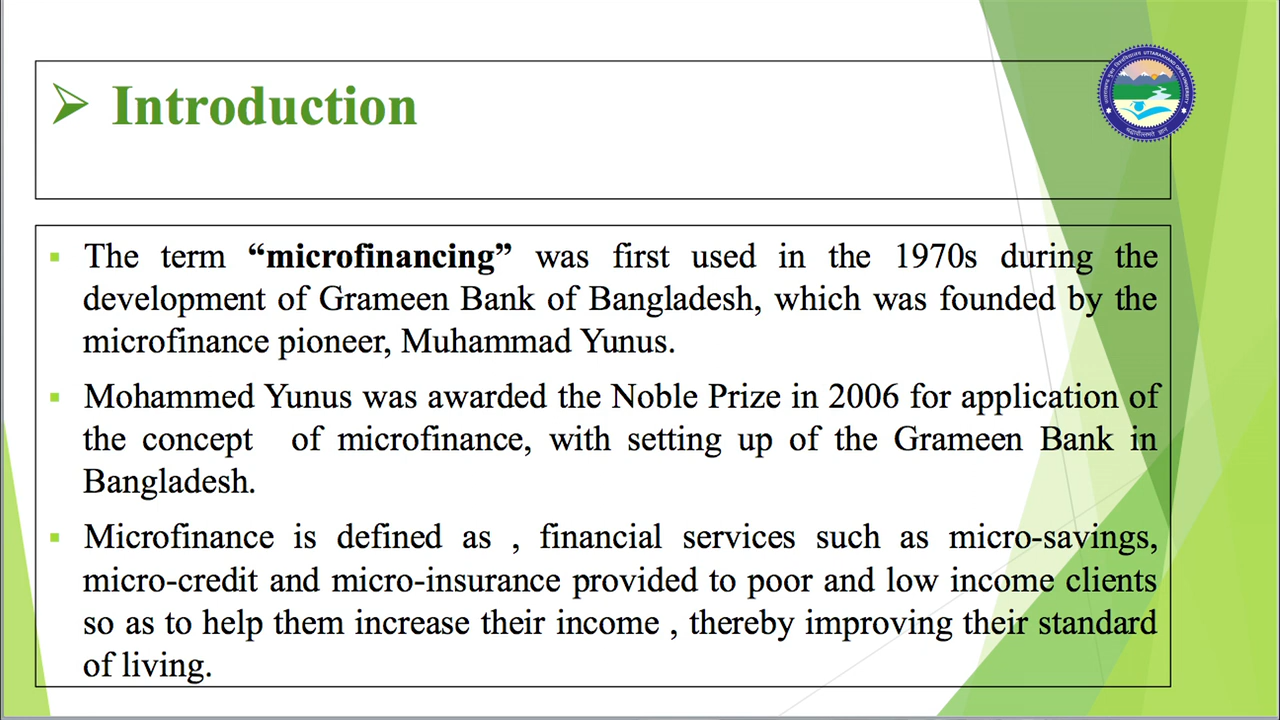 ➢ Introduction
UTTARAKHAND OPEN UNIVERSITY
▪ The term “microfinancing” was first used in the 1970s during the
development of Grameen Bank of Bangladesh, which was founded by the
microfinance pioneer, Muhammad Yunus.
▪ Mohammed Yunus was awarded the Noble Prize in 2006 for application of
the concept of microfinance, with setting up of the Grameen Bank in
Bangladesh.
▪ Microfinance is defined as , financial services such as micro-savings,
micro-credit and micro-insurance provided to poor and low income clients
so as to help them increase their income , thereby improving their standard
of living.